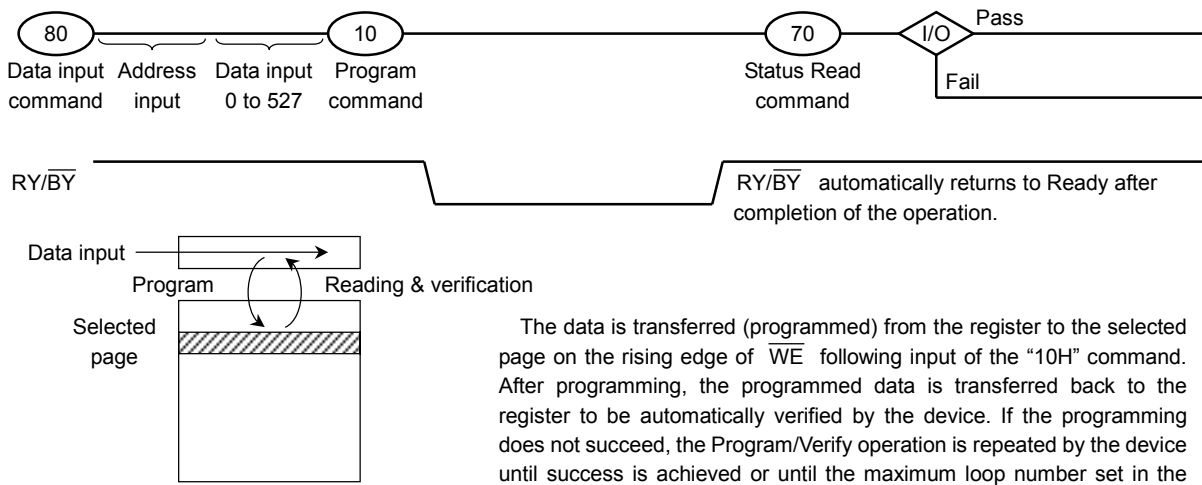 80
10
70
I/O
Pass
Data input command
Address input
Data input 0 to 527
Program command
Status Read command
Fail
RY/BY
RY/BY automatically returns to Ready after
completion of the operation.
Data input
Program
Reading & verification
Selected
page
The data is transferred (programmed) from the register to the selected
page on the rising edge of WE following input of the “10H” command.
After programming, the programmed data is transferred back to the
register to be automatically verified by the device. If the programming
does not succeed, the Program/Verify operation is repeated by the device
until success is achieved or until the maximum loop number set in the